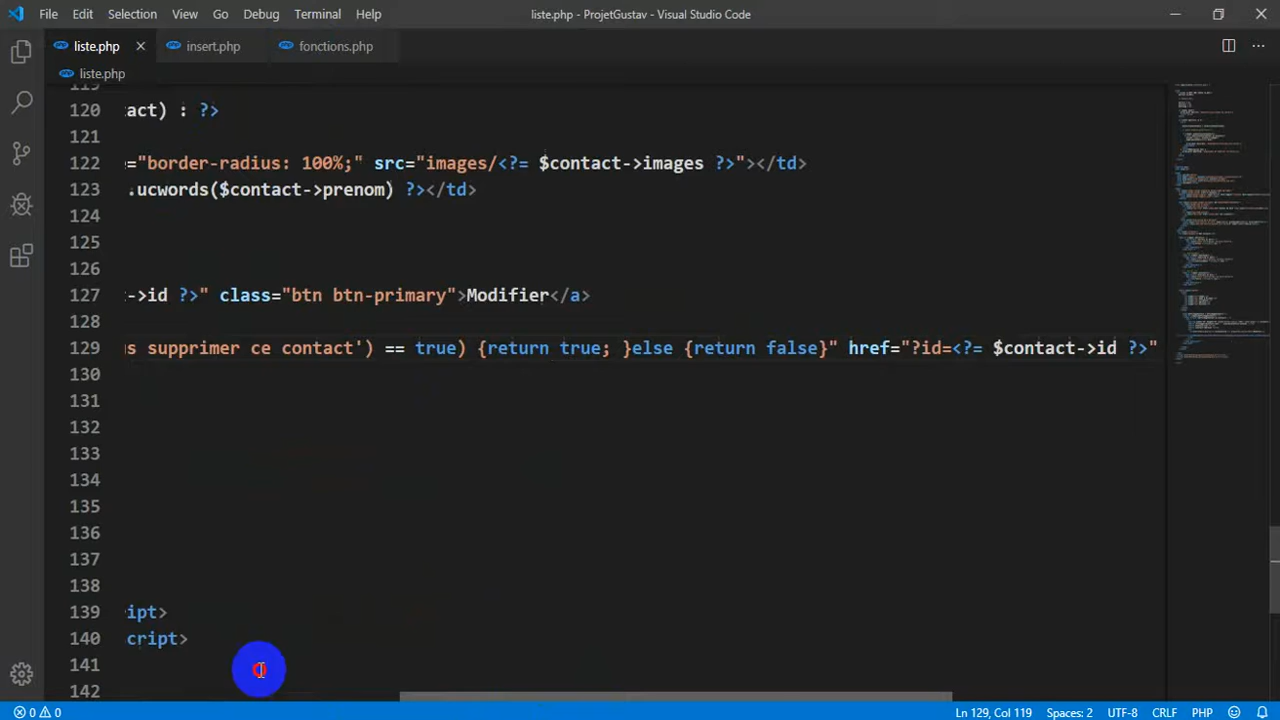 File Edit Selection View Go Debug Terminal Help
liste.php - ProjetGustav - Visual Studio Code
liste.php insert.php fonctions.php
liste.php
119
120 tact) : ?>
121
122 ="border-radius: 100%;" src="images/<?= $contact->images ?>"></td>
123 .ucwords($contact->prenom) ?></td>
124
125
126
127 t->id ?>" class="btn btn-primary">Modifier</a>
128
129 us supprimer ce contact') == true) {return true; }else {return false}" href="?id=<?= $contact->id ?>"
130
131
132
133
134
135
136
137
138
139 ipt>
140 cript>
141
142
0 0
Ln 129, Col 119 Spaces: 2 UTF-8 CRLF PHP